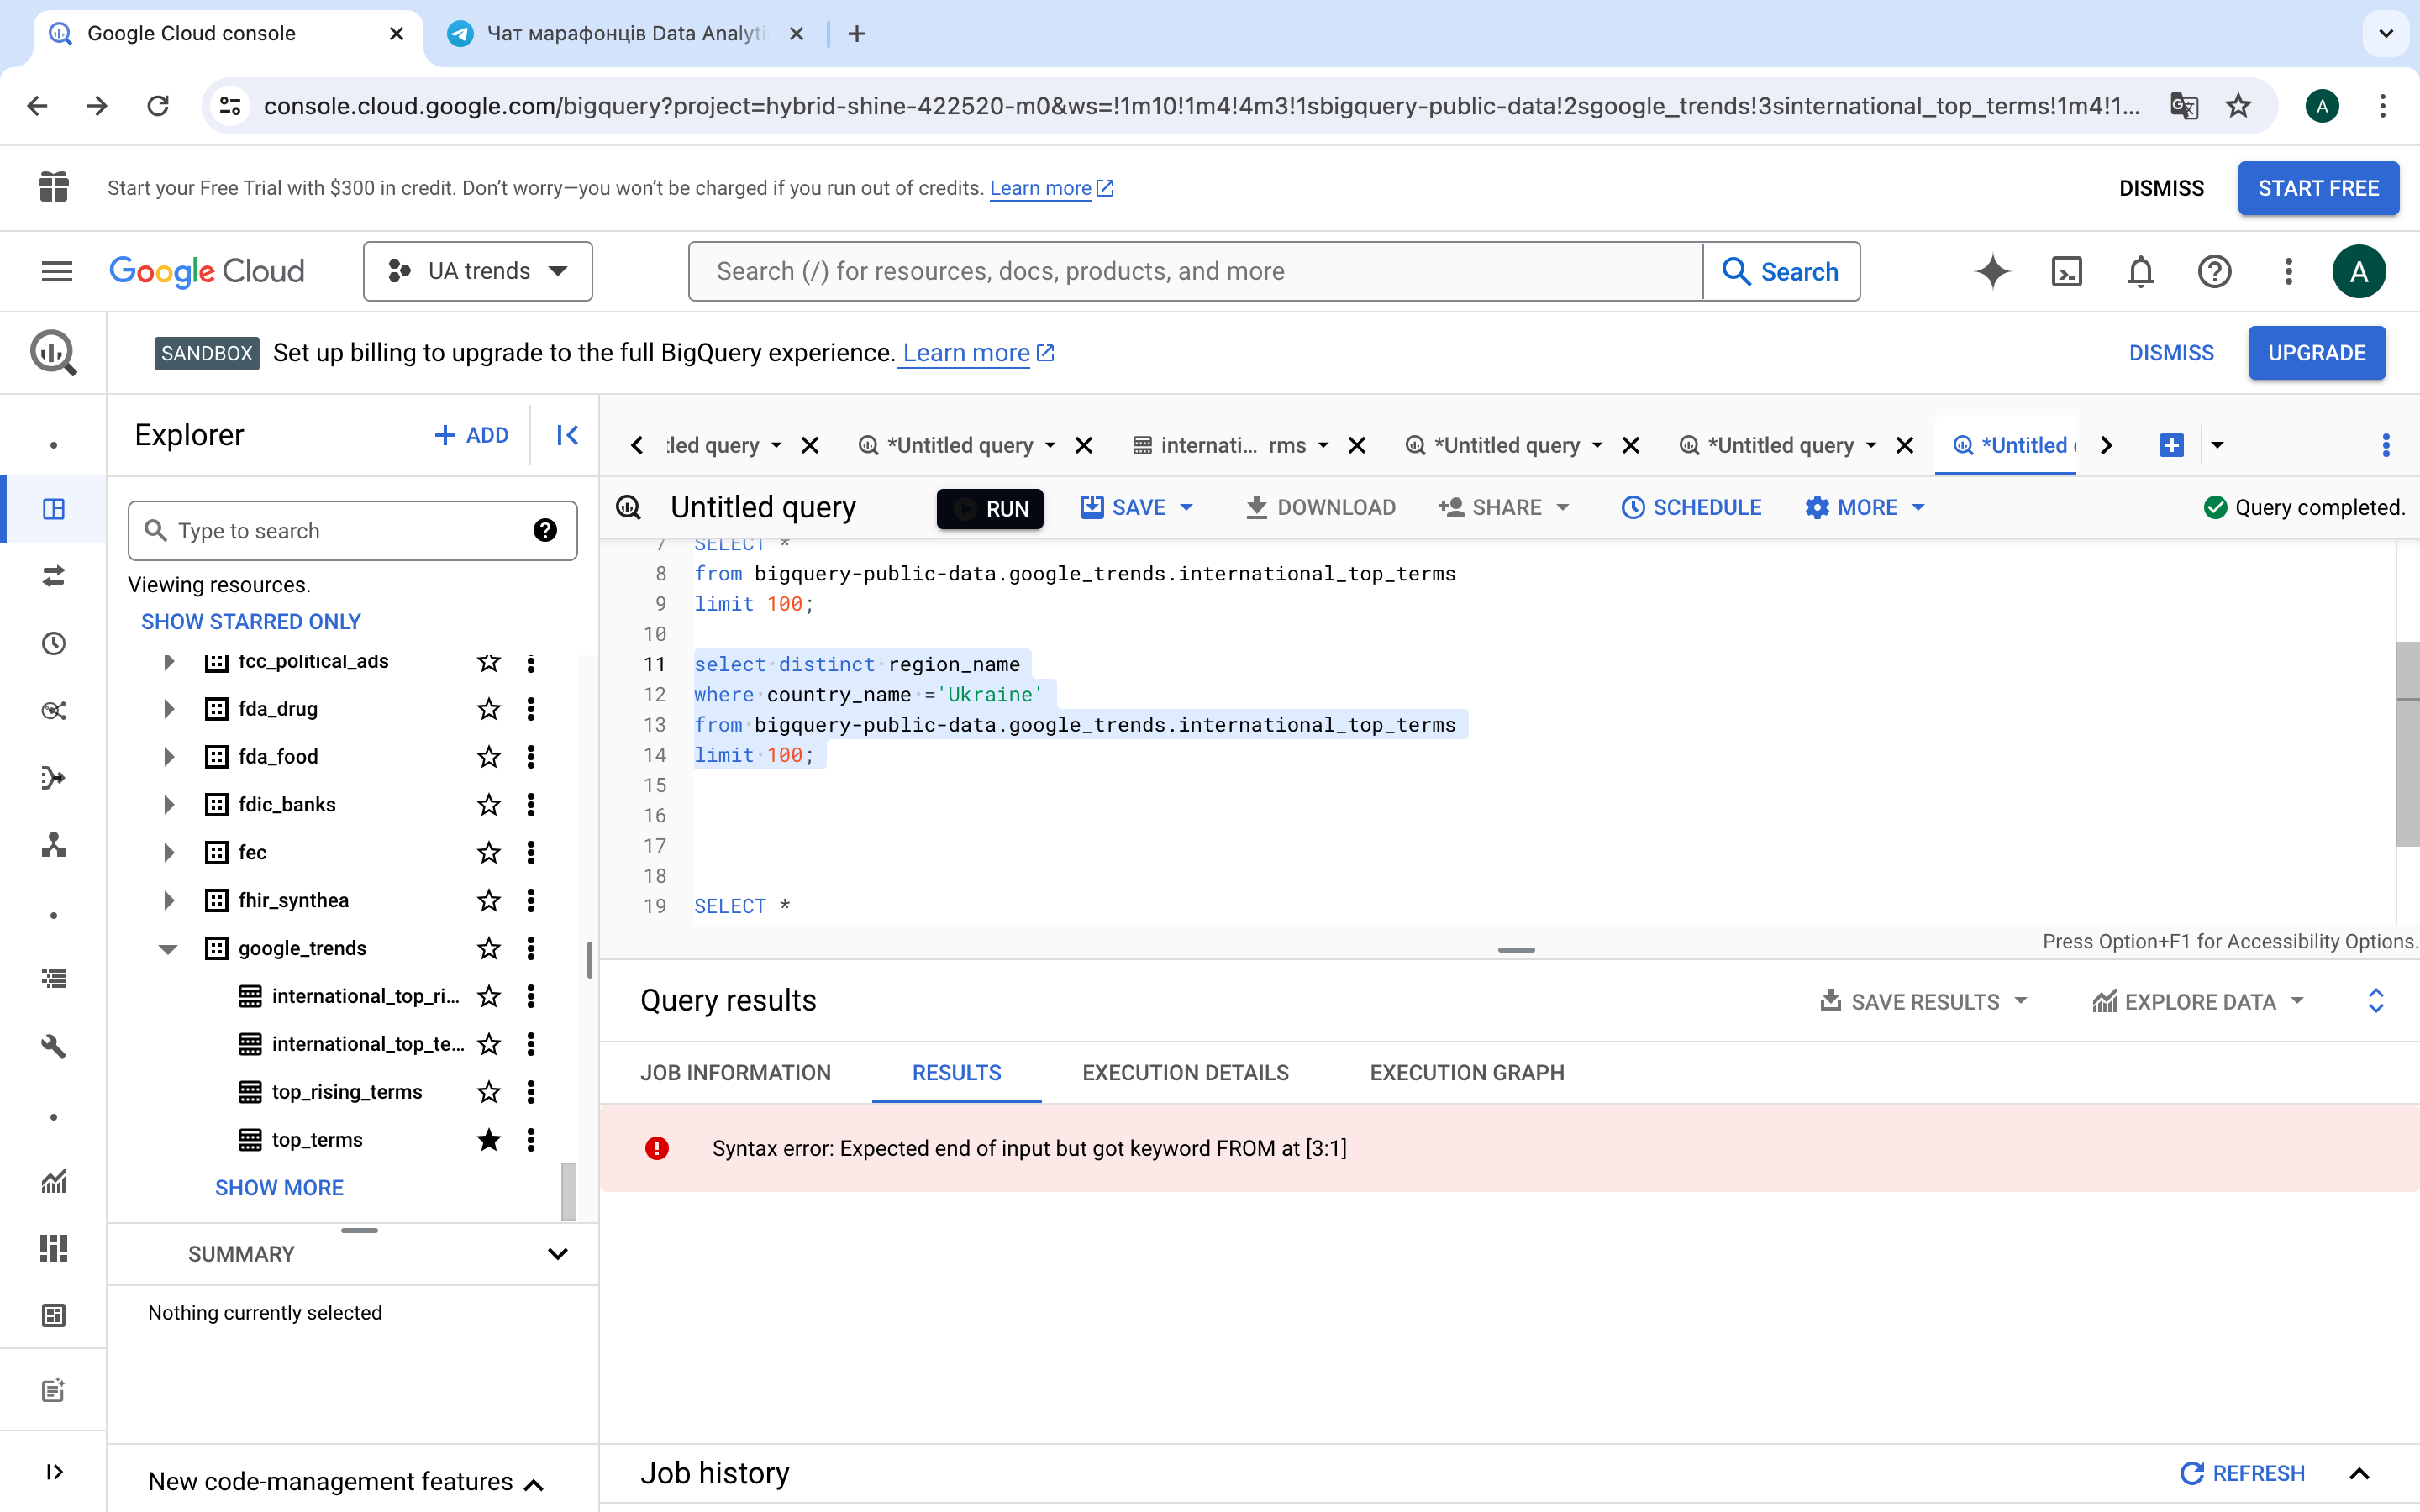 Google Cloud console
Чат марафонців Data Analyti
console.cloud.google.com/bigquery?project=hybrid-shine-422520-m0&ws=!1m10!1m4!4m3!1sbigquery-public-data!2sgoogle_trends!3sinternational_top_terms!1m4!1...
A
Start your Free Trial with $300 in credit. Don't worry—you won't be charged if you run out of credits. Learn more
DISMISS
START FREE
Google Cloud
UA trends
Search (/) for resources, docs, products, and more
Search
A
SANDBOX Set up billing to upgrade to the full BigQuery experience. Learn more
DISMISS
UPGRADE
Explorer
+ ADD
tled query
*Untitled query
internati... rms
*Untitled query
*Untitled query
*Untitled
Untitled query
RUN
SAVE
DOWNLOAD
SHARE
SCHEDULE
MORE
Query completed.
Type to search
Viewing resources.
SHOW STARRED ONLY
fcc_political_ads
fda_drug
fda_food
fdic_banks
fec
fhir_synthea
google_trends
international_top_ri...
international_top_te...
top_rising_terms
top_terms
SHOW MORE
SUMMARY
Nothing currently selected
New code-management features
7 SELECT *
8 from bigquery-public-data.google_trends.international_top_terms
9 limit 100;
10
11 select distinct region_name
12 where country_name ='Ukraine'
13 from bigquery-public-data.google_trends.international_top_terms
14 limit 100;
15
16
17
18
19 SELECT *
Press Option+F1 for Accessibility Options.
Query results
SAVE RESULTS
EXPLORE DATA
JOB INFORMATION
RESULTS
EXECUTION DETAILS
EXECUTION GRAPH
Syntax error: Expected end of input but got keyword FROM at [3:1]
Job history
REFRESH